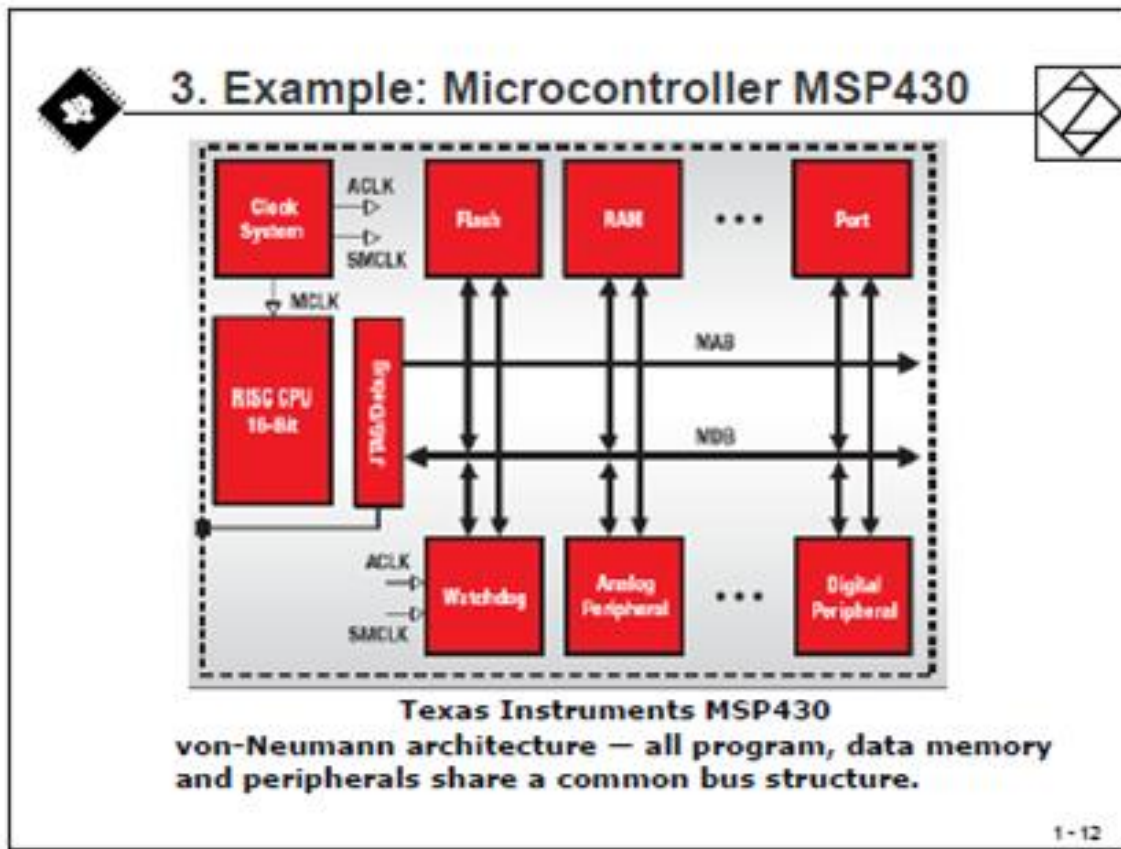 3. Example: Microcontroller MSP430
Clock
System
ACLK
SMCLK
MCLK
Flash
RAM
Port
RISC CPU
16-Bit
JTAG/Debug
MAB
MDB
ACLK
SMCLK
Watchdog
Analog
Peripheral
Digital
Peripheral
Texas Instruments MSP430
von-Neumann architecture — all program, data memory
and peripherals share a common bus structure.
1 - 12